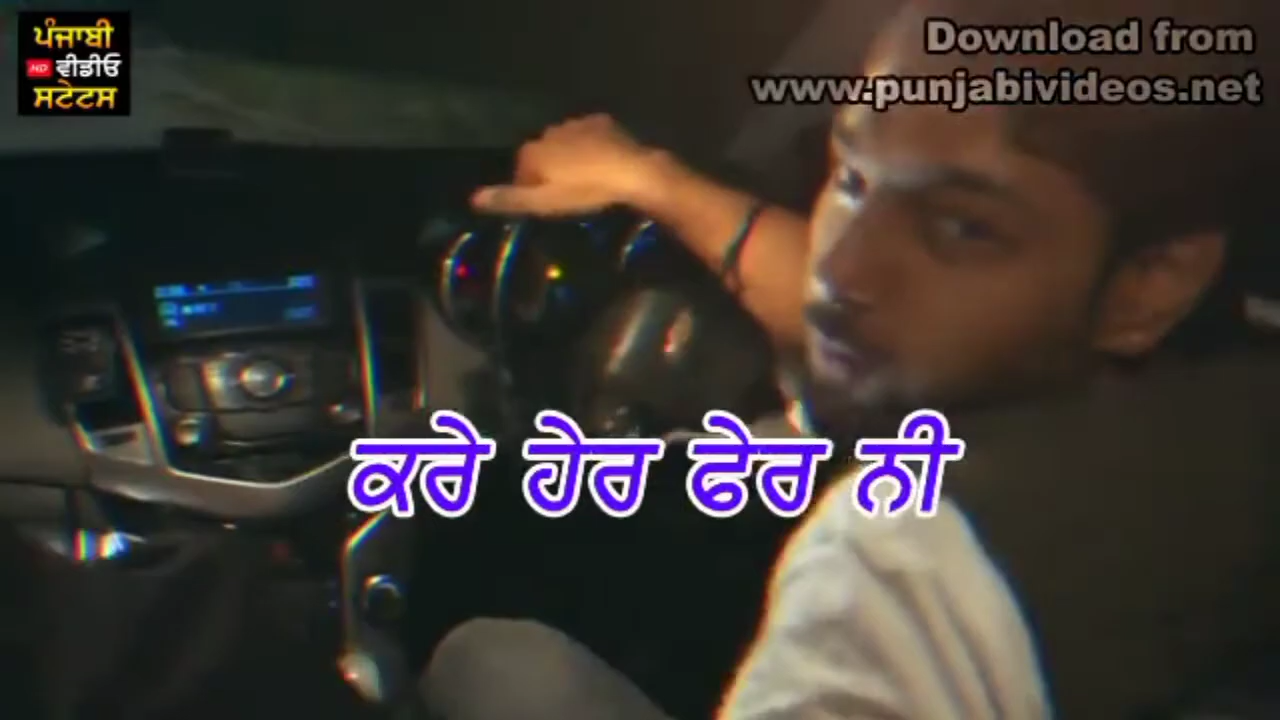 ਪੰਜਾਬੀ
HD ਵੀਡੀਓ
ਸਟੇਟਸ
Download from
www.punjabivideos.net
ਕਰੇ ਹੇਰ ਫੇਰ ਨੀ